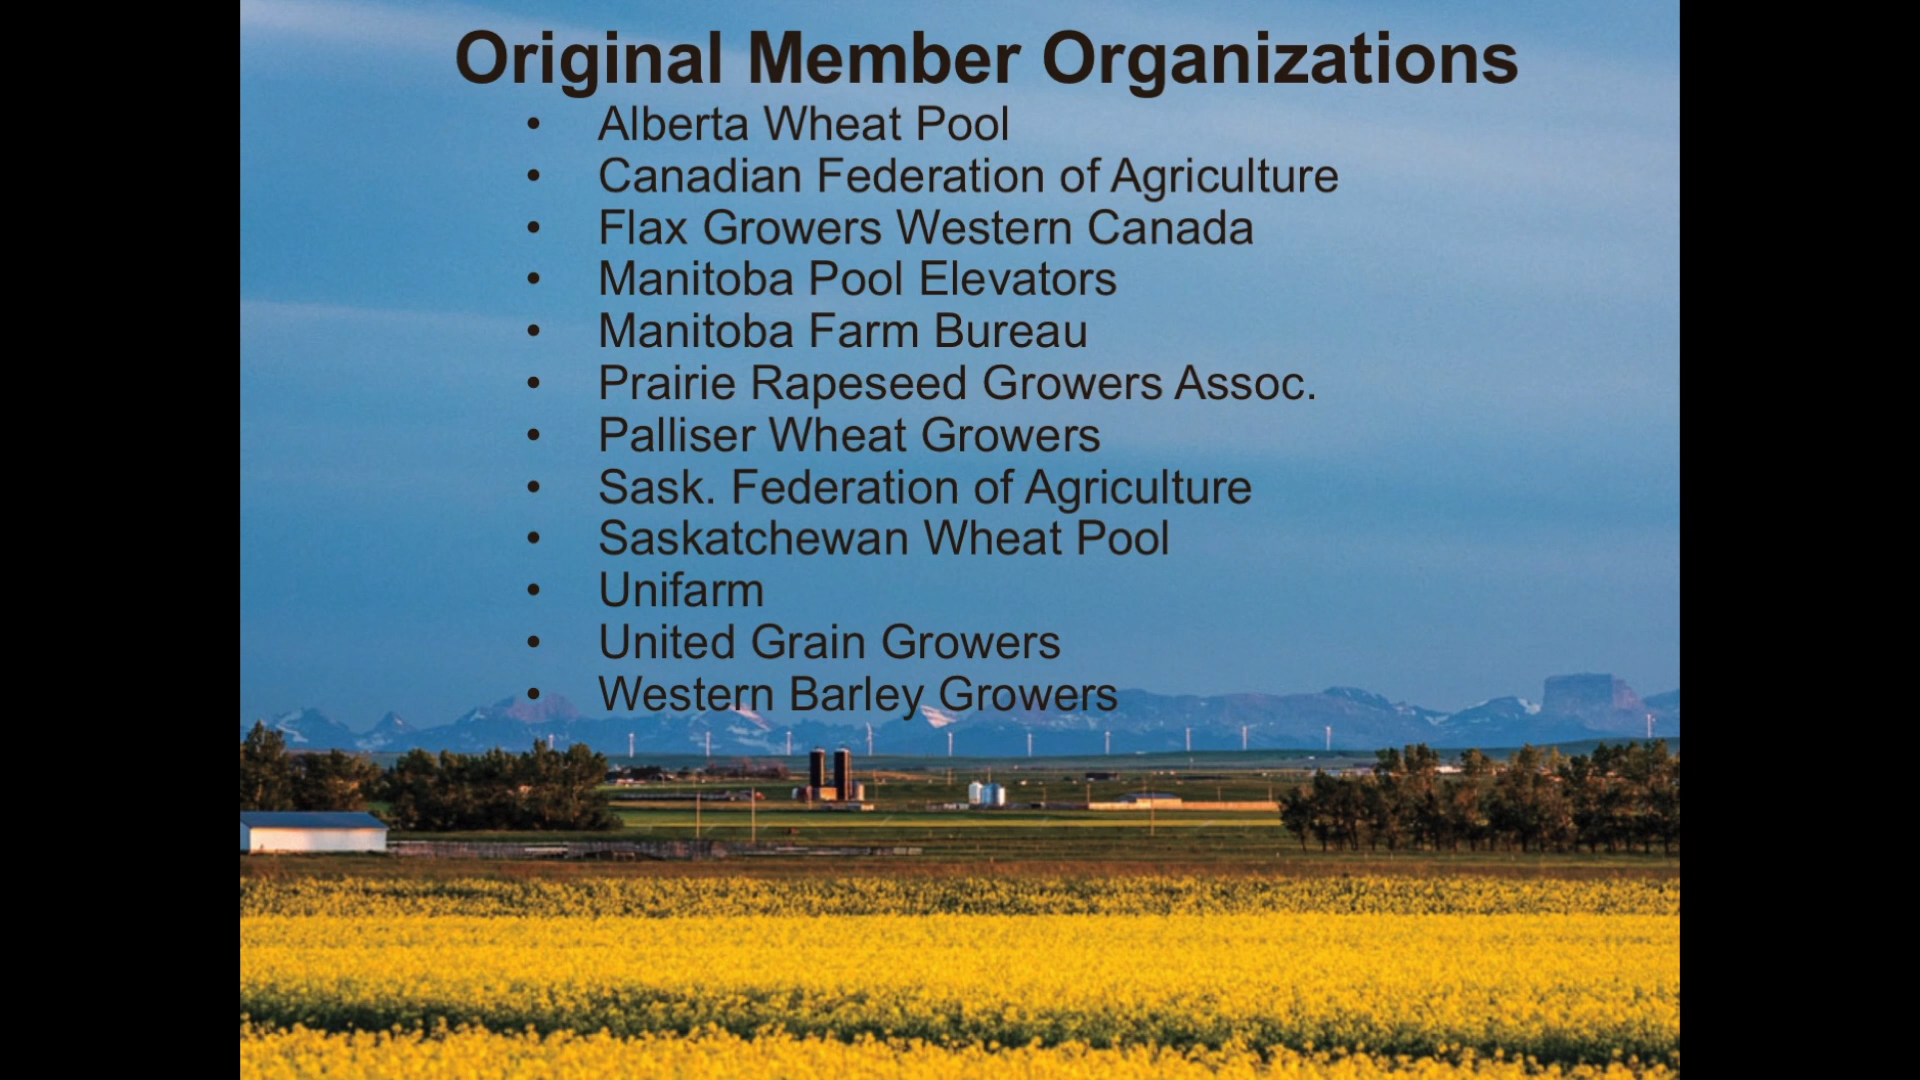 Original Member Organizations
• Alberta Wheat Pool
• Canadian Federation of Agriculture
• Flax Growers Western Canada
• Manitoba Pool Elevators
• Manitoba Farm Bureau
• Prairie Rapeseed Growers Assoc.
• Palliser Wheat Growers
• Sask. Federation of Agriculture
• Saskatchewan Wheat Pool
• Unifarm
• United Grain Growers
• Western Barley Growers